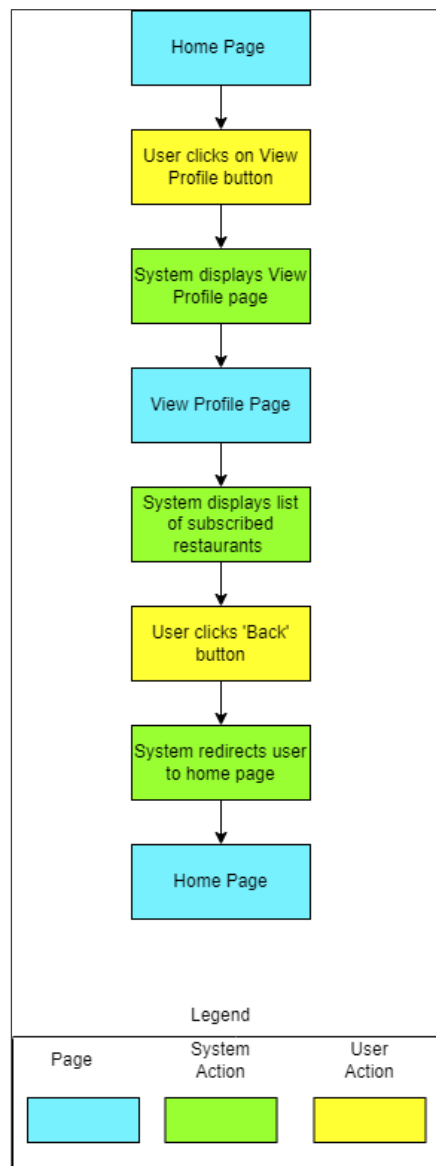 Home Page
User clicks on View
Profile button
System displays View
Profile page
View Profile Page
System displays list
of subscribed
restaurants
User clicks 'Back'
button
System redirects user
to home page
Home Page
Legend
Page
System
Action
User
Action